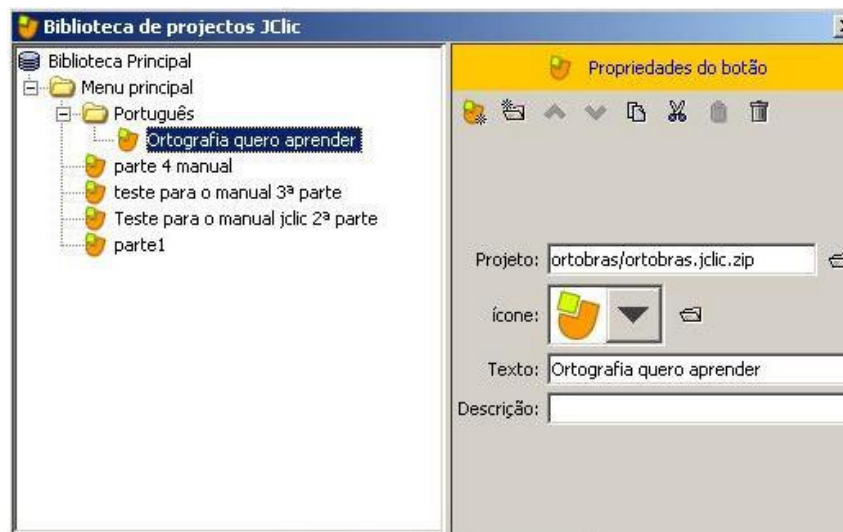 Biblioteca de projectos JClic
Biblioteca Principal
Menu principal
Português
Ortografia quero aprender
parte 4 manual
teste para o manual 3ª parte
Teste para o manual jclic 2ª parte
parte1
Propriedades do botão
Projeto: ortobras/ortobras.jclic.zip
ícone:
Texto: Ortografia quero aprender
Descrição: